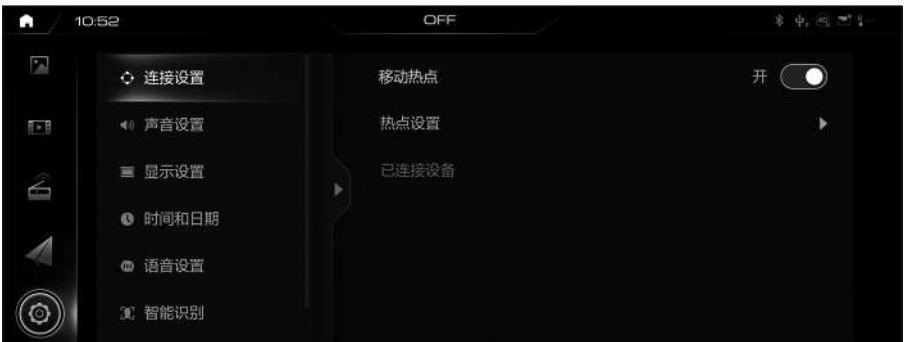 10:52
OFF
连接设置
声音设置
显示设置
时间和日期
语音设置
智能识别
移动热点
开
热点设置
已连接设备